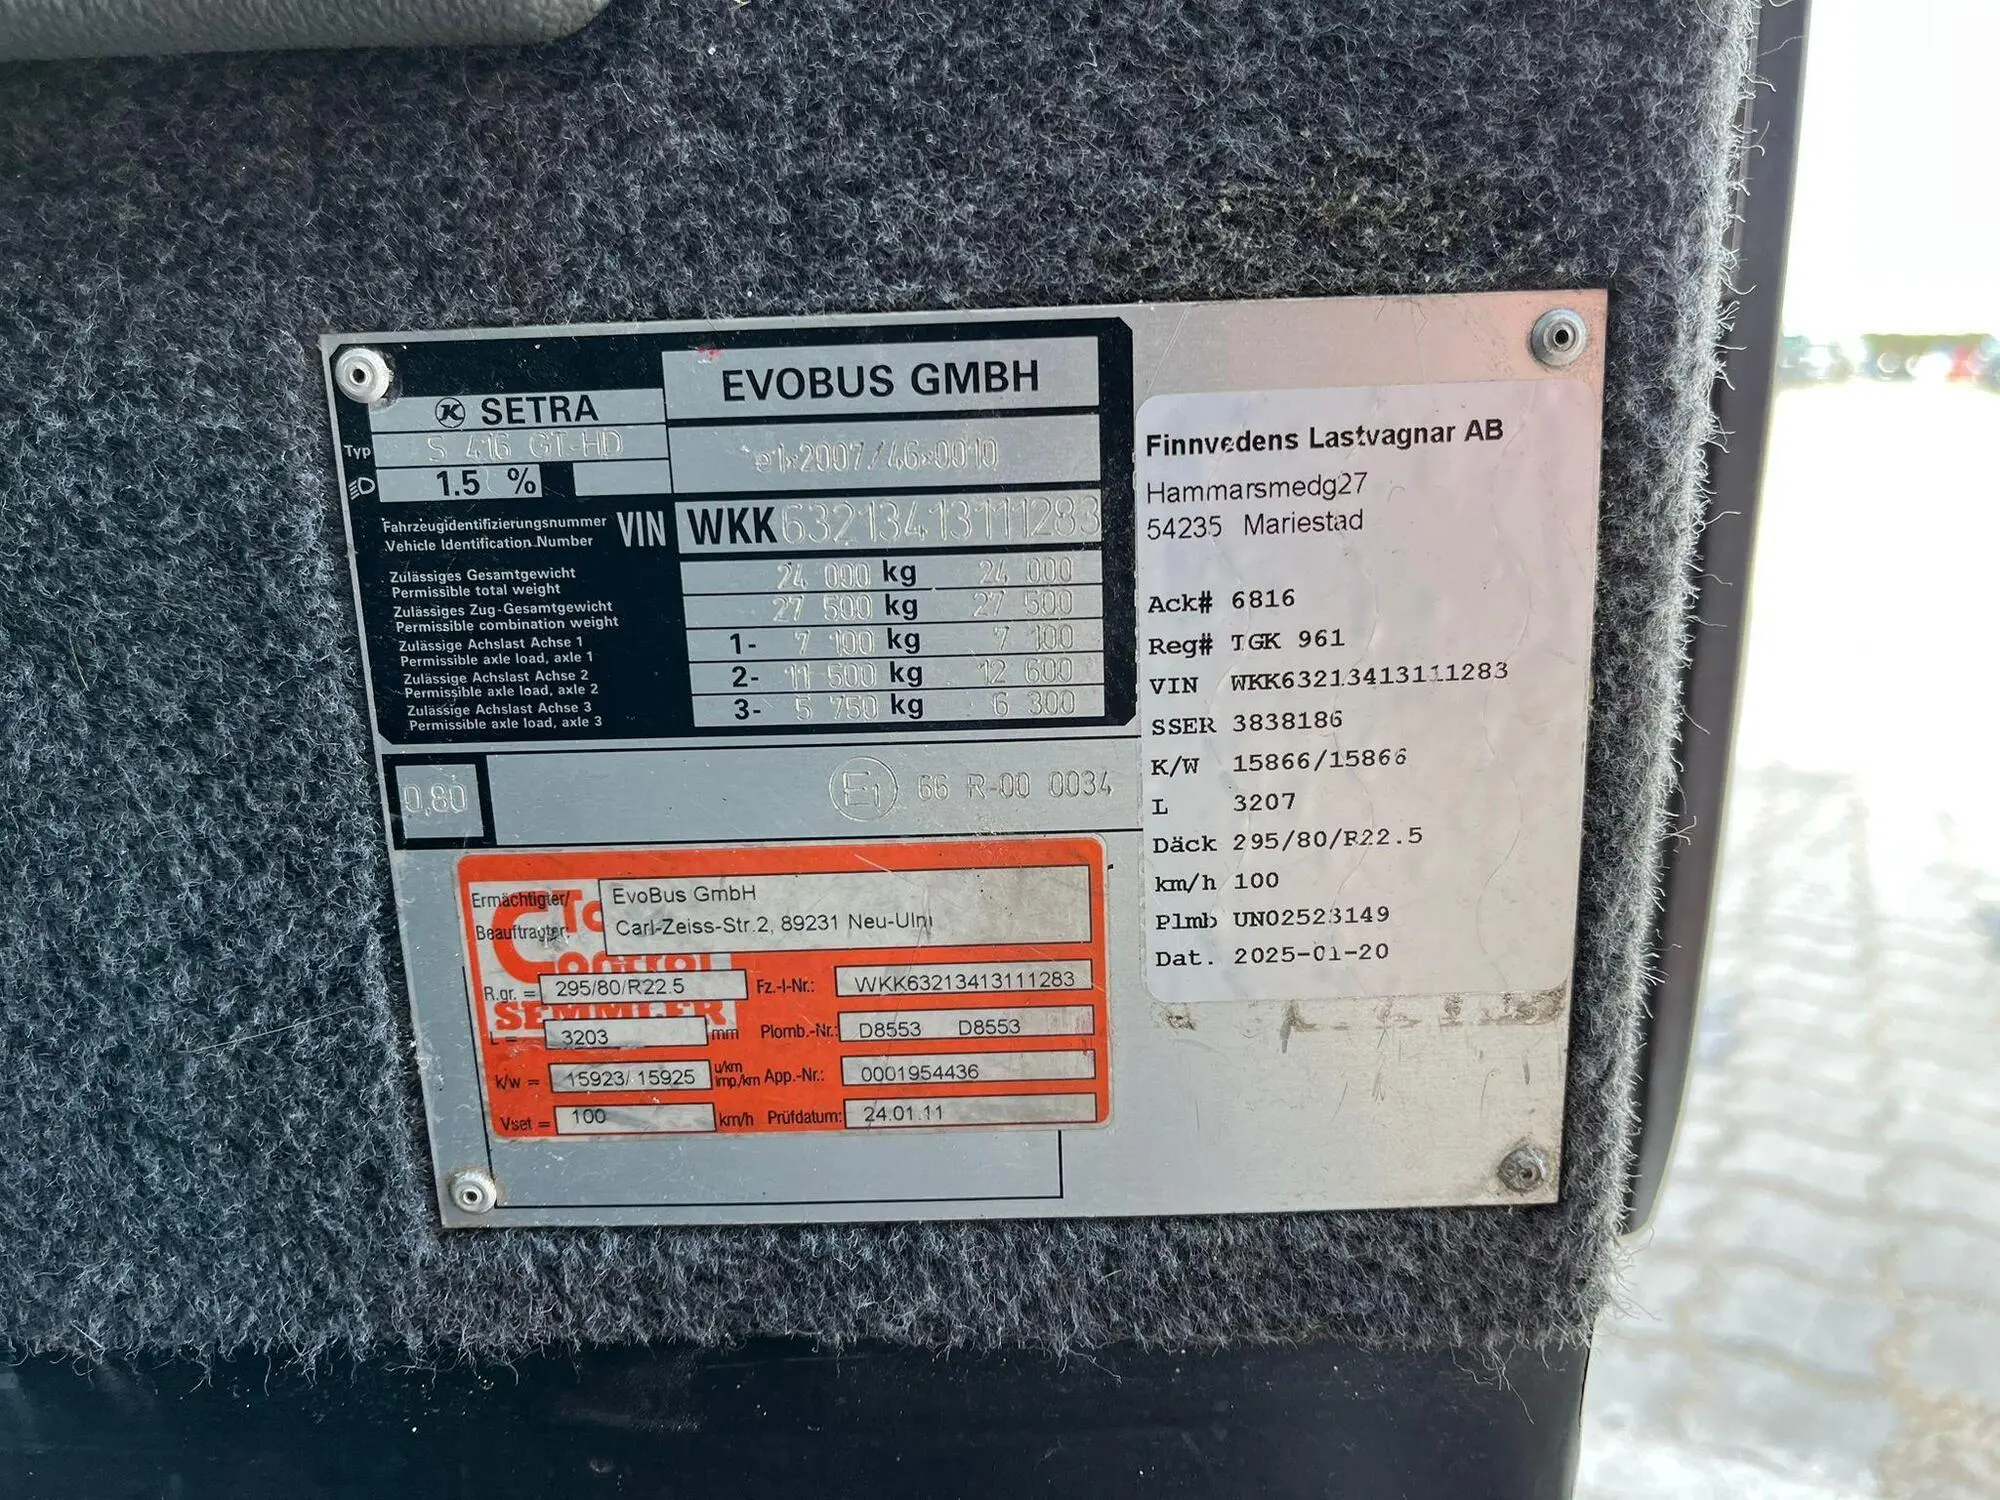 EVOBUS GMBH
SETRA
Typ S 416 GT-HD
e1*2007/46*0010
1.5 %
Fahrzeugidentifizierungsnummer
Vehicle Identification Number
VIN WKK63213413111283
Zulässiges Gesamtgewicht
Permissible total weight
24 000 kg 24 000
Zulässiges Zug-Gesamtgewicht
Permissible combination weight
27 500 kg 27 500
Zulässige Achslast Achse 1
Permissible axle load, axle 1
1- 7 100 kg 7 100
Zulässige Achslast Achse 2
Permissible axle load, axle 2
2- 11 500 kg 12 600
Zulässige Achslast Achse 3
Permissible axle load, axle 3
3- 5 750 kg 6 300
0,80
E1 66 R-00 0034
Ermächtigter/
Beauftragter:
EvoBus GmbH
Carl-Zeiss-Str.2, 89231 Neu-Ulm
Control
SEMMLER
R.gr. = 295/80/R22.5 Fz.-I-Nr.: WKK63213413111283
L = 3203 mm Plomb.-Nr.: D8553 D8553
k/w = 15923/ 15925 u/km imp./km App.-Nr.: 0001954436
Vset = 100 km/h Prüfdatum: 24.01.11
Finnvedens Lastvagnar AB
Hammarsmedg27
54235 Mariestad
Ack# 6816
Reg# TGK 961
VIN WKK63213413111283
SSER 3838186
K/W 15866/15866
L 3207
Däck 295/80/R22.5
km/h 100
Plmb UN02523149
Dat. 2025-01-20